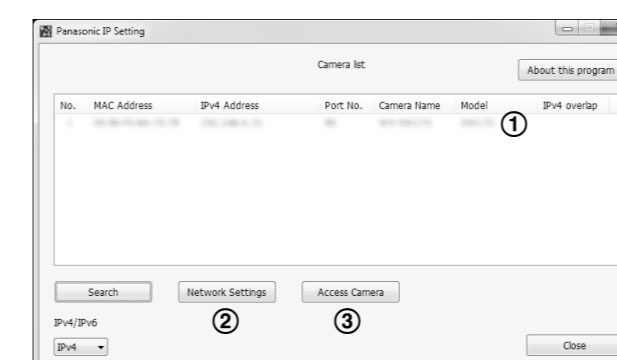 Panasonic IP Setting
Camera list
About this program
No. MAC Address IPv4 Address Port No. Camera Name Model IPv4 overlap
①
Search Network Settings Access Camera
② ③
IPv4/IPv6
IPv4 Close